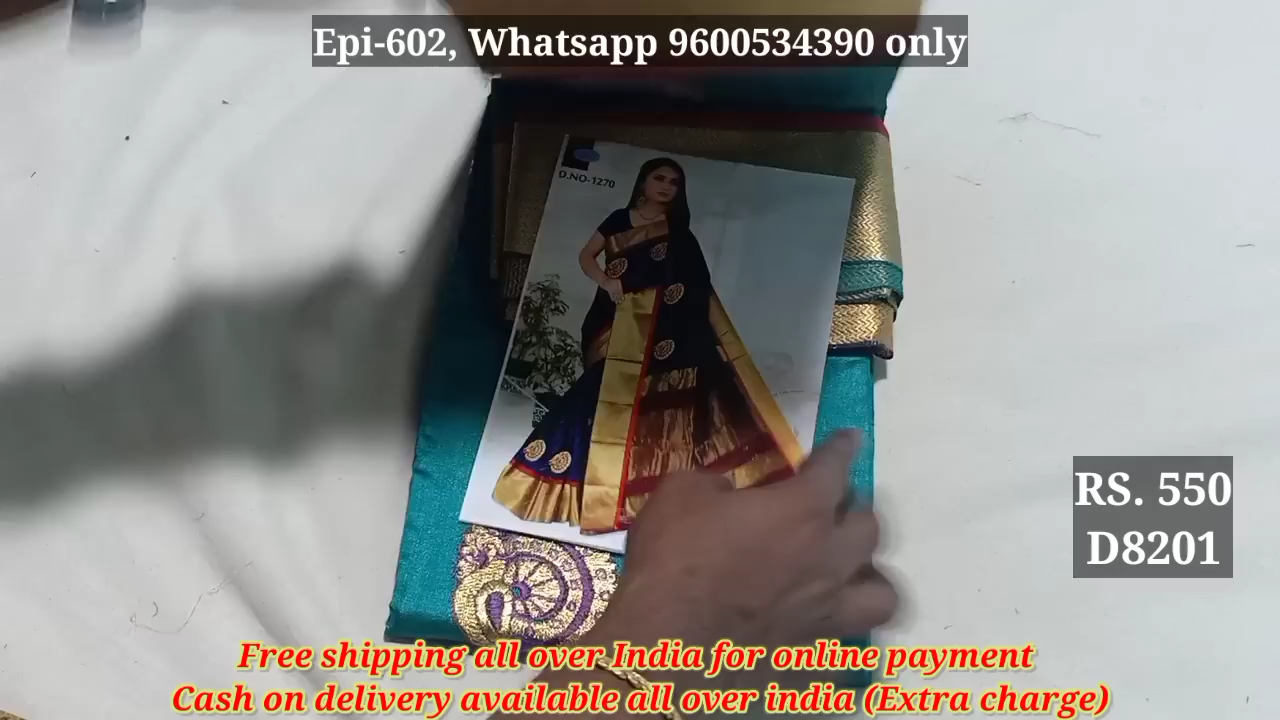 Epi-602, Whatsapp 9600534390 only
D.NO-1270
RS. 550
D8201
Free shipping all over India for online payment
Cash on delivery available all over india (Extra charge)